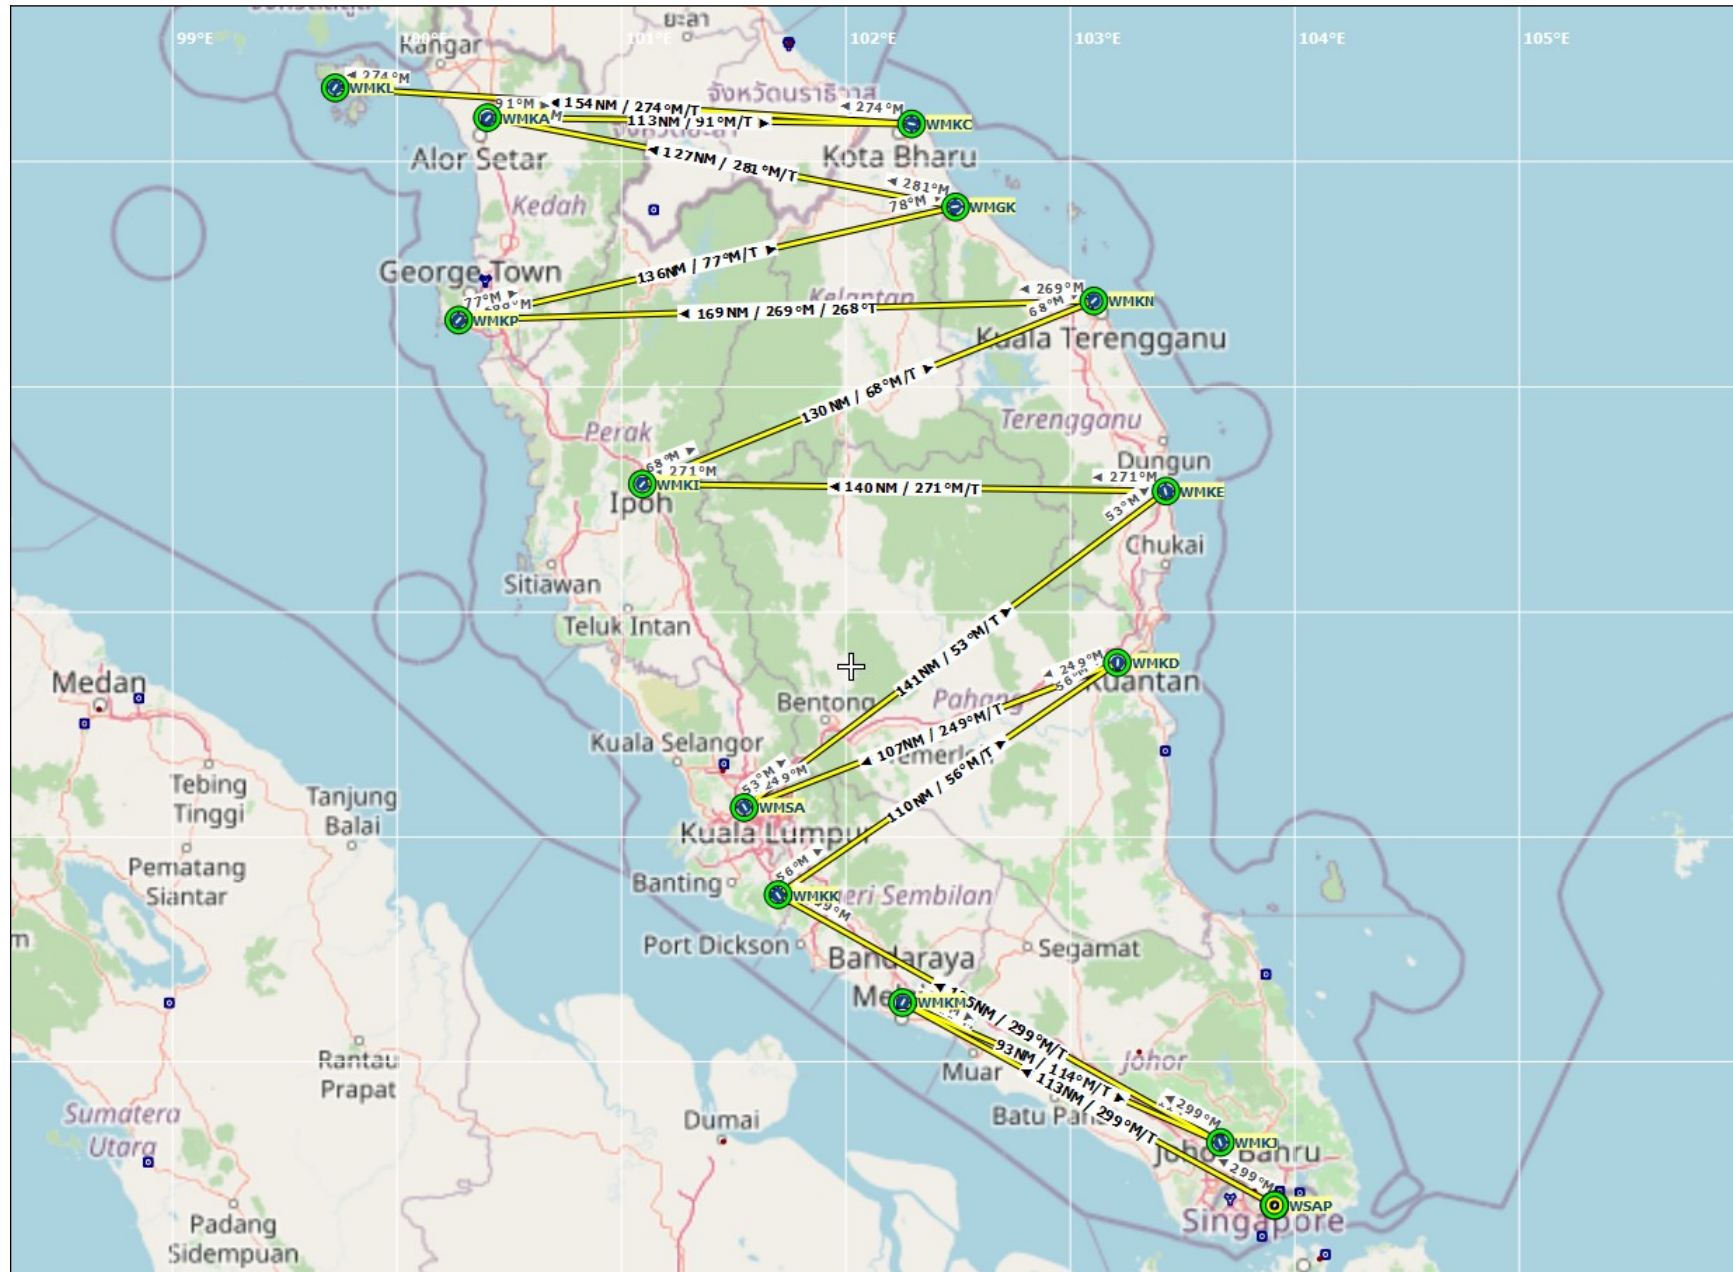 99°E
100°E
101°E
102°E
103°E
104°E
105°E
ยะลา
Kangar
274°M
WMKL
จังหวัดนราธิวาส
91°M
154NM / 274°M/T
274°M
WMKA
113NM / 91°M/T
WMKC
Alor Setar
127NM / 281°M/T
Kota Bharu
281°M
78°M
WMGK
Kedah
136NM / 77°M/T
George Town
77°M
WMKP
Kelantan
169NM / 269°M / 268°T
269°M
68°M
WMKN
Kuala Terengganu
130NM / 68°M/T
Perak
Terengganu
68°M
271°M
WMKI
Ipoh
140NM / 271°M/T
Dungun
271°M
WMKE
53°M
Chukai
Sitiawan
Teluk Intan
141NM / 53°M/T
249°M
56°M
WMKD
Kuantan
Medan
Bentong
Pahang
107NM / 249°M/T
Kuala Selangor
110NM / 56°M/T
Tebing
Tinggi
Tanjung
Balai
53°M
249°M
WMSA
Kuala Lumpur
Pematang
Siantar
Banting
56°M
WMKK
Port Dickson
Bandaraya
Segamat
WMKM
299°M/T
93NM / 114°M/T
113NM / 299°M/T
Muar
Johor
Rantau
Prapat
Sumatera
Utara
Dumai
299°M
WMKJ
Johor Bahru
299°M
WSAP
Singapore
Padang
Sidempuan